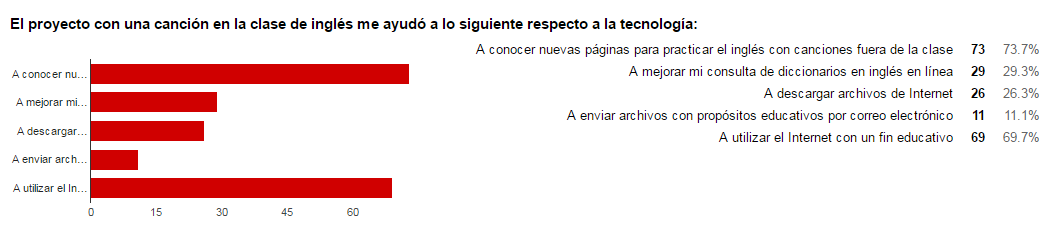 El proyecto con una canción en la clase de inglés me ayudó a lo siguiente respecto a la tecnología:
A conocer nuevas páginas para practicar el inglés con canciones fuera de la clase 73 73.7%
A mejorar mi consulta de diccionarios en inglés en línea 29 29.3%
A descargar archivos de Internet 26 26.3%
A enviar archivos con propósitos educativos por correo electrónico 11 11.1%
A utilizar el Internet con un fin educativo 69 69.7%
A conocer nu...
A mejorar mi...
A descargar...
A enviar arch...
A utilizar el In...
0 15 30 45 60